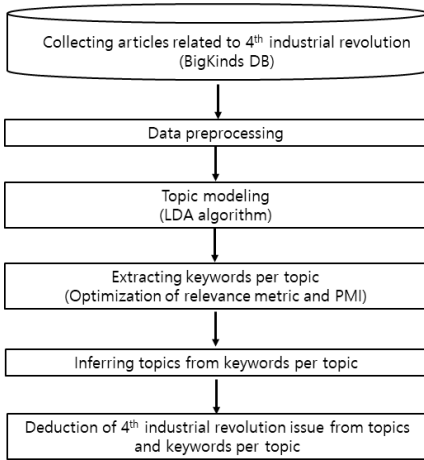 Collecting articles related to 4th industrial revolution
(BigKinds DB)
Data preprocessing
Topic modeling
(LDA algorithm)
Extracting keywords per topic
(Optimization of relevance metric and PMI)
Inferring topics from keywords per topic
Deduction of 4th industrial revolution issue from topics
and keywords per topic